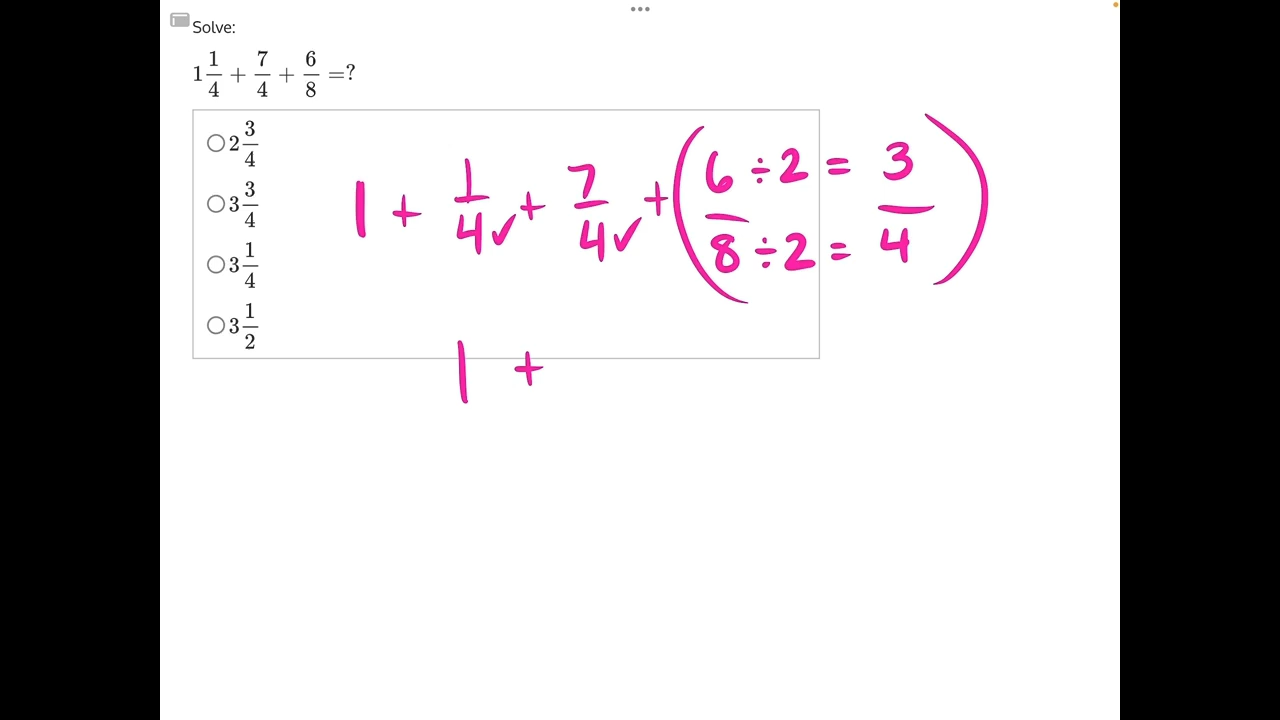 Solve:
1 1/4 + 7/4 + 6/8 =?
2 3/4
3 3/4
3 1/4
3 1/2
1 + 1/4 ✓ + 7/4 ✓ + ( 6 ÷ 2 = 3 / 8 ÷ 2 = 4 )
1 +